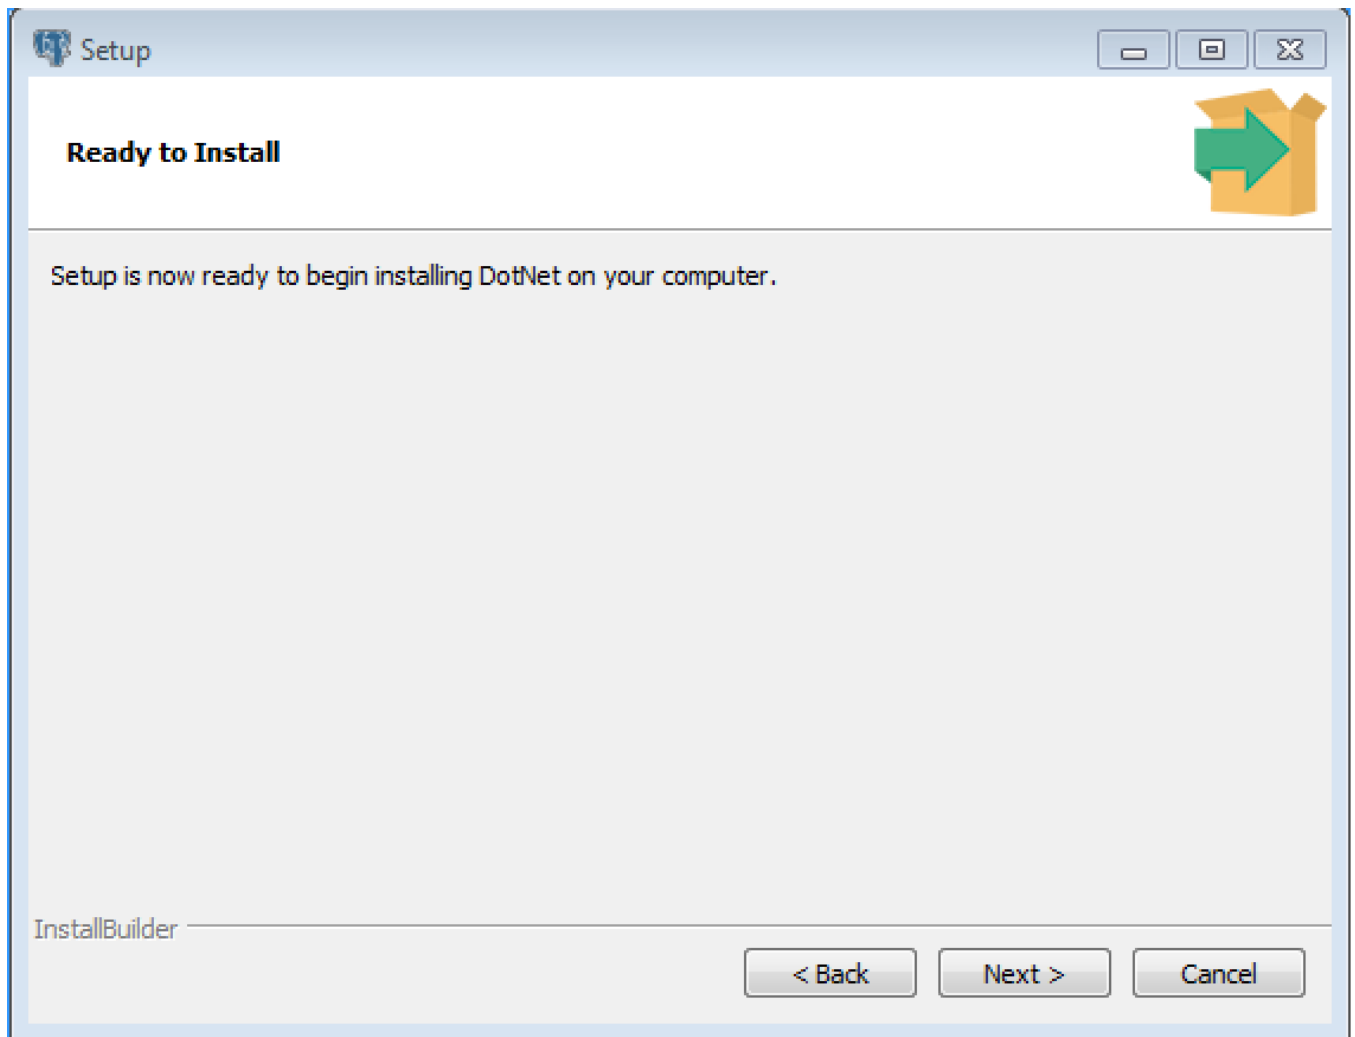 Setup
Ready to Install
Setup is now ready to begin installing DotNet on your computer.
InstallBuilder
< Back
Next >
Cancel